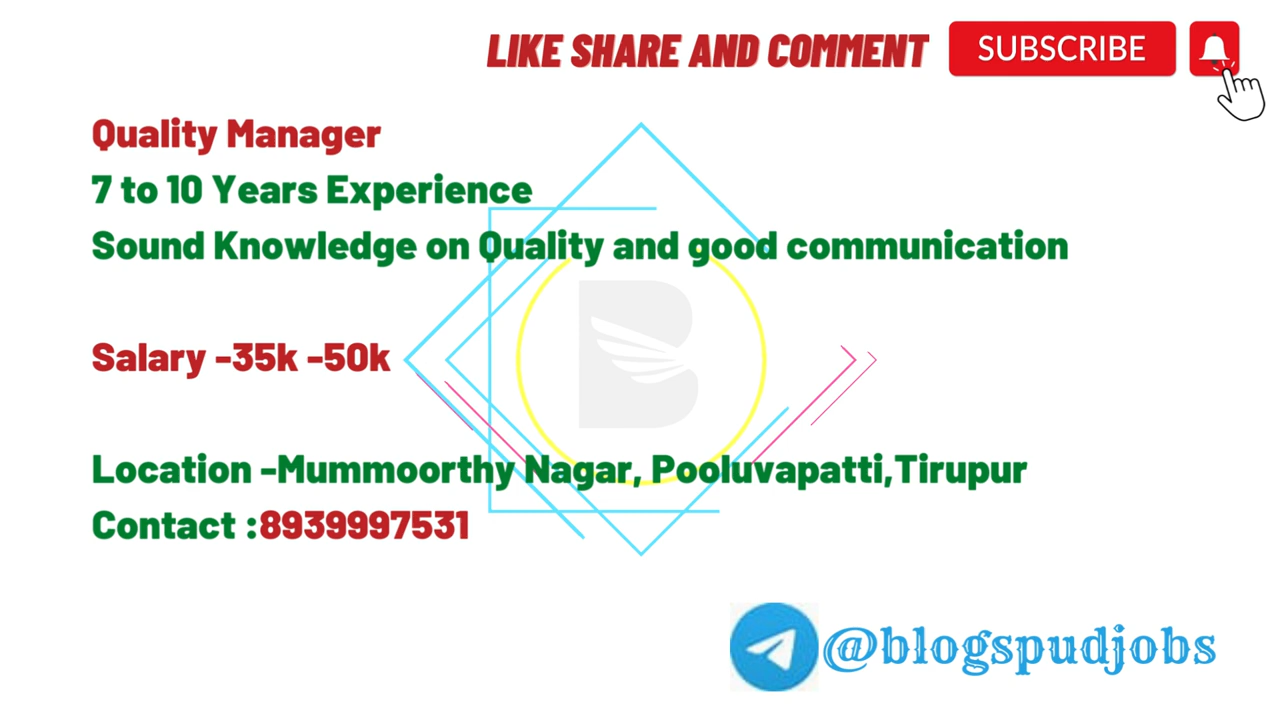 LIKE SHARE AND COMMENT SUBSCRIBE
Quality Manager
7 to 10 Years Experience
Sound Knowledge on Quality and good communication
Salary -35k -50k
Location -Mummoorthy Nagar, Pooluvapatti,Tirupur
Contact :8939997531
@blogspudjobs